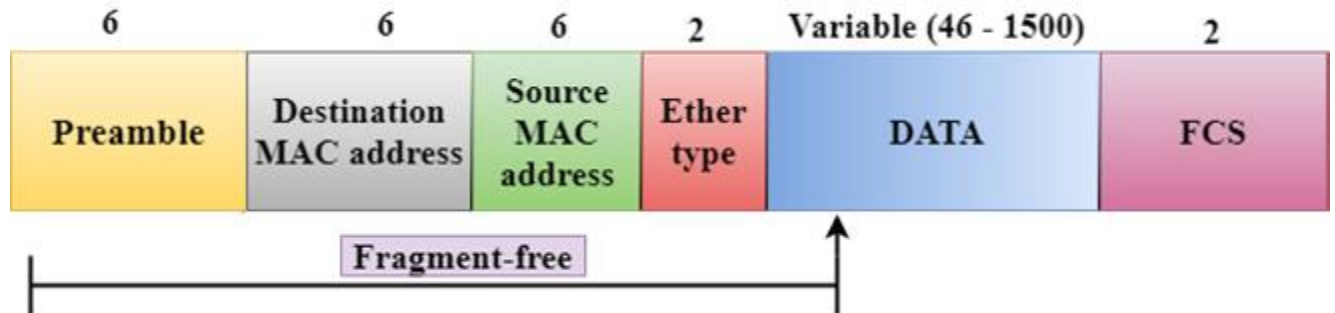 6 6 6 2 Variable (46 - 1500) 2
Preamble
Destination
MAC address
Source
MAC
address
Ether
type
DATA
FCS
Fragment-free